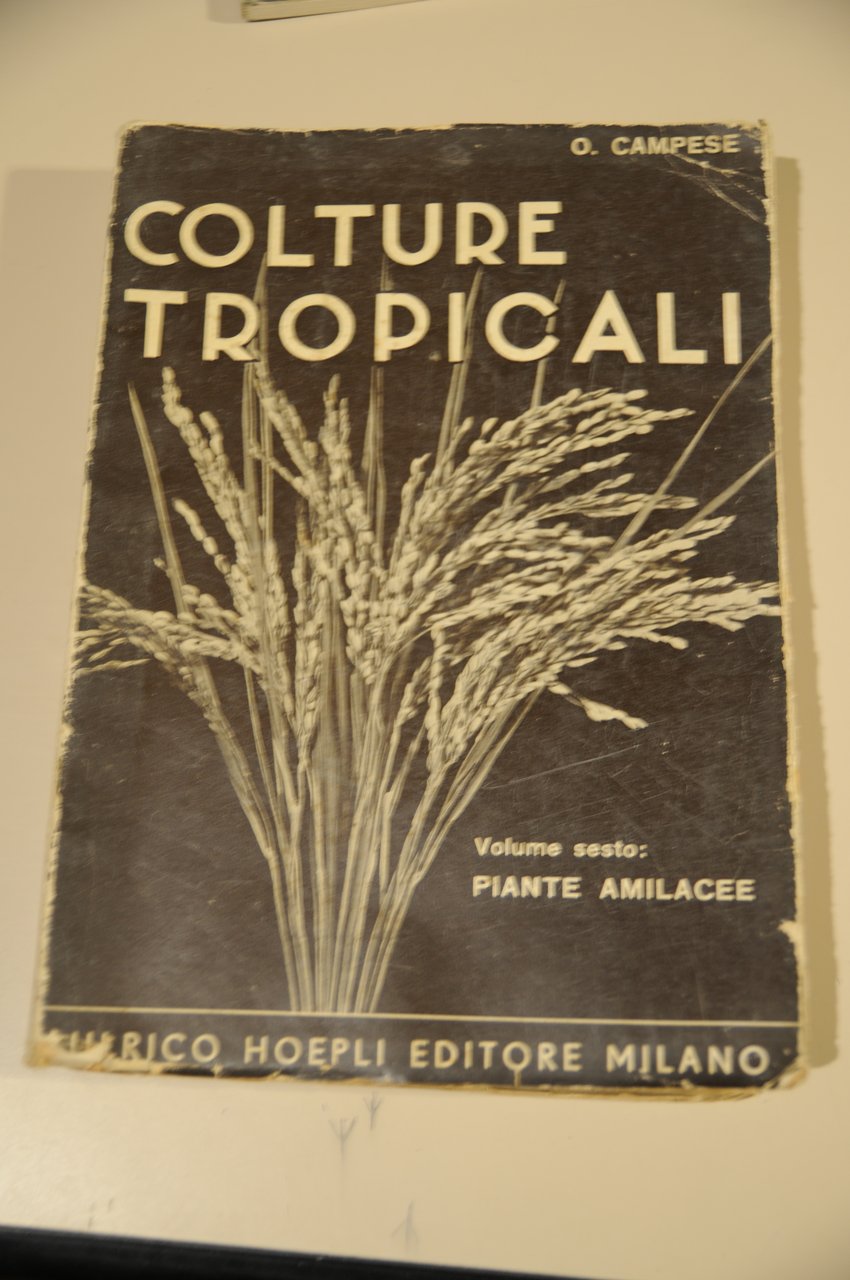 O. CAMPESE
COLTURE
TROPICALI
Volume sesto:
PIANTE AMILACEE
HOEPLI EDITORE MILANO